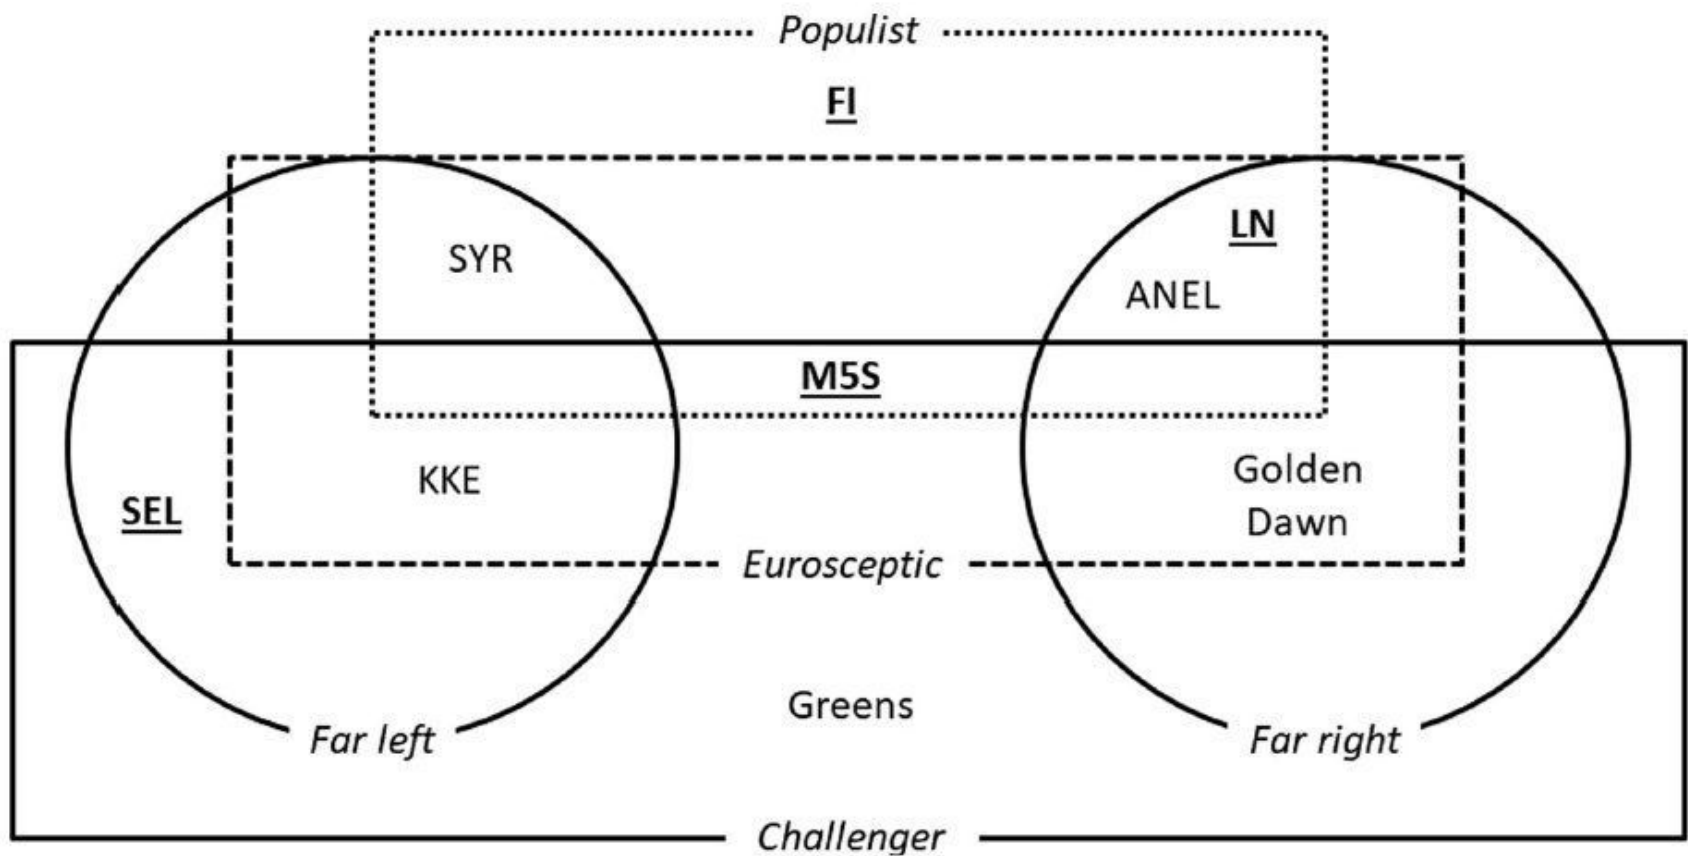 Populist
FI
LN
SYR
ANEL
M5S
Golden
KKE
SEL
Dawn
Eurosceptic
Greens
Far left
Far right
Challenger